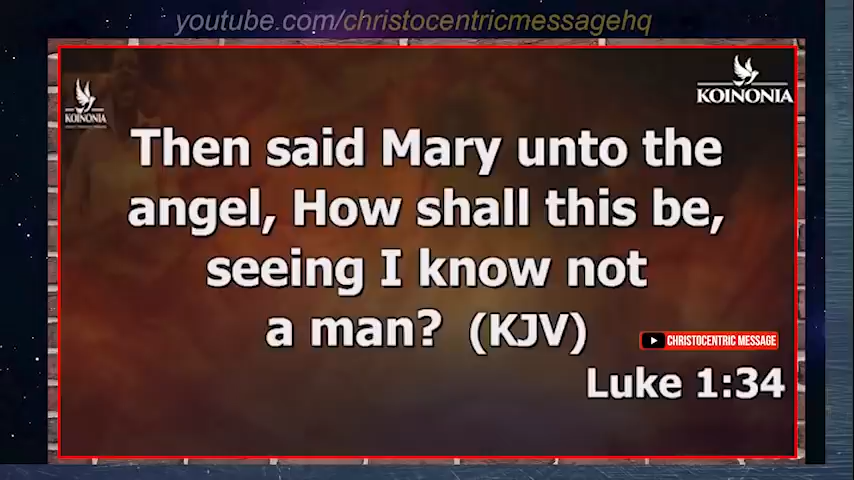 youtube.com/christocentricmessagehq
KOINONIA
KOINONIA
Then said Mary unto the
angel, How shall this be,
seeing I know not
a man? (KJV)
CHRISTOCENTRIC MESSAGE
Luke 1:34